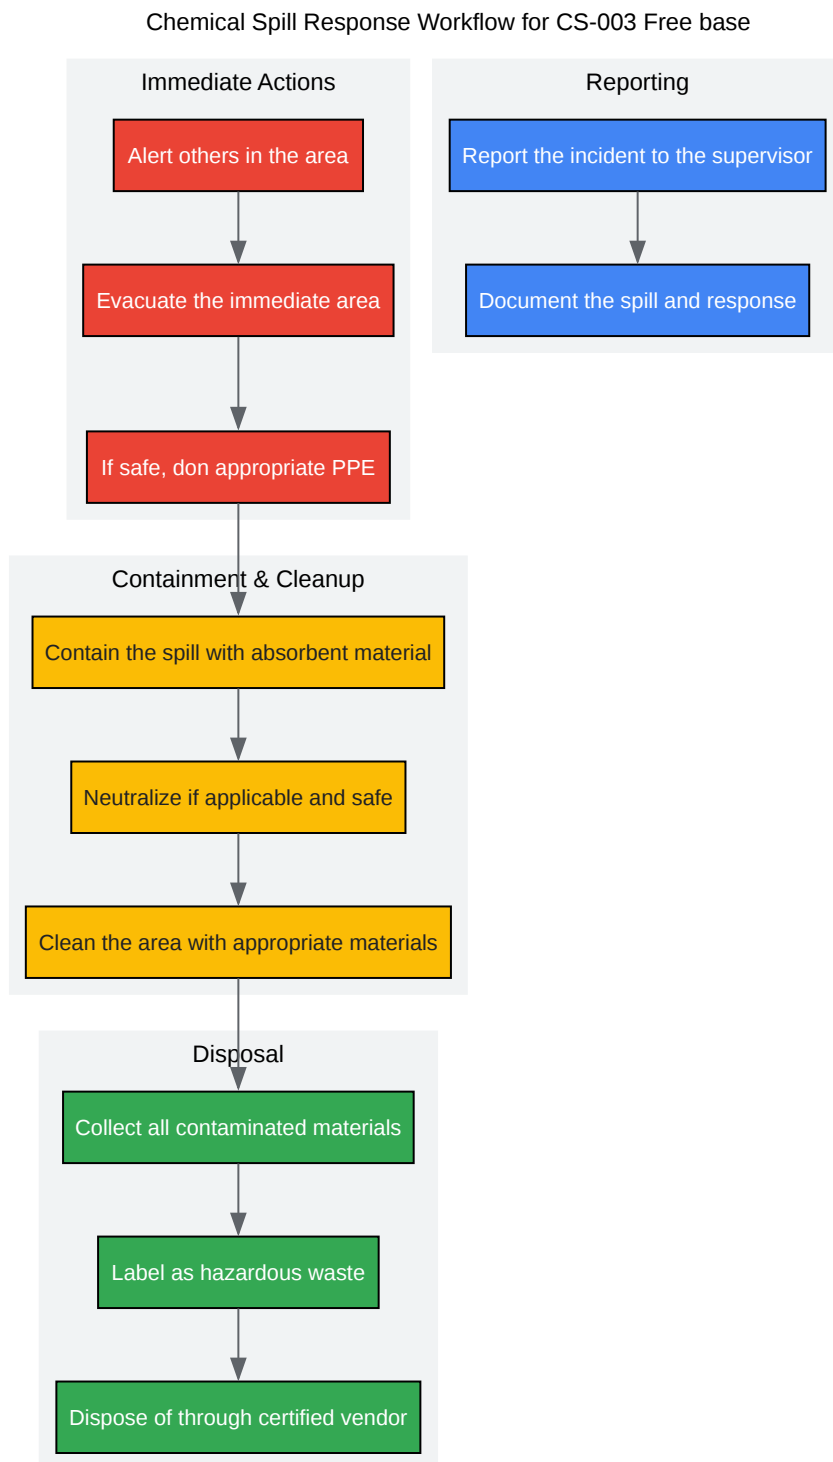 Chemical Spill Response Workflow for CS-003 Free base
Immediate Actions
Alert others in the area
Evacuate the immediate area
If safe, don appropriate PPE
Reporting
Report the incident to the supervisor
Document the spill and response
Containment & Cleanup
Contain the spill with absorbent material
Neutralize if applicable and safe
Clean the area with appropriate materials
Disposal
Collect all contaminated materials
Label as hazardous waste
Dispose of through certified vendor